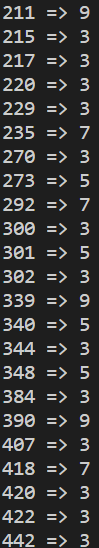 211 => 9
215 => 3
217 => 3
220 => 3
229 => 3
235 => 7
270 => 3
273 => 5
292 => 7
300 => 3
301 => 5
302 => 3
339 => 9
340 => 5
344 => 3
348 => 5
384 => 3
390 => 9
407 => 3
418 => 7
420 => 3
422 => 3
442 => 3